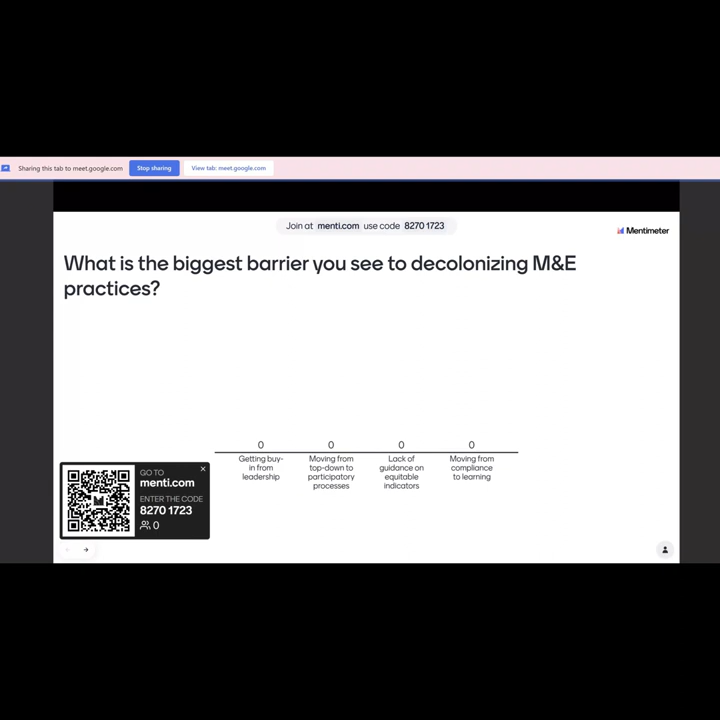 Sharing this tab to meet.google.com Stop sharing View tab: meet.google.com
Join at menti.com use code 8270 1723
Mentimeter
What is the biggest barrier you see to decolonizing M&E
practices?
0 0 0 0
Getting buy-
in from
leadership
Moving from
top-down to
participatory
processes
Lack of
guidance on
equitable
indicators
Moving from
compliance
to learning
GO TO
menti.com
ENTER THE CODE
8270 1723
0